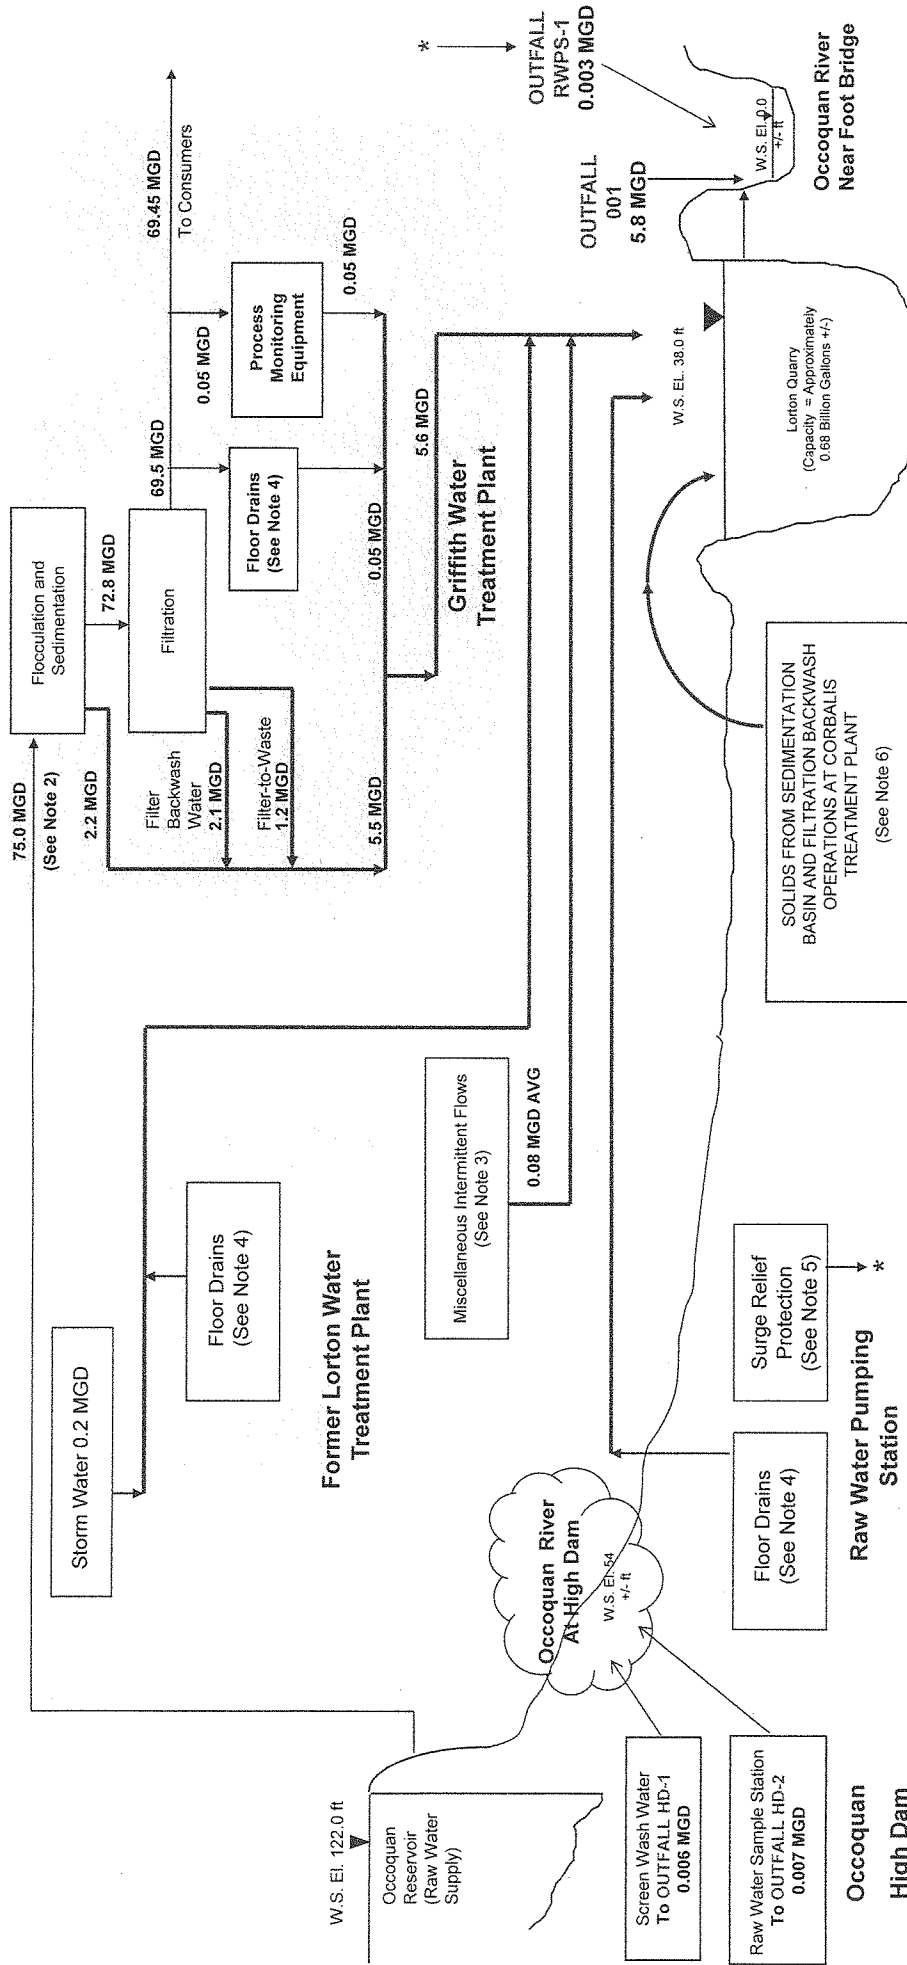 W.S. El. 122.0 ft
Occoquan
Reservoir
(Raw Water
Supply)
Screen Wash Water
To OUTFALL HD-1
0.006 MGD
Raw Water Sample Station
To OUTFALL HD-2
0.007 MGD
Occoquan
High Dam
Occoquan River
At High Dam
W.S. El. 54
+/- ft
Storm Water 0.2 MGD
Floor Drains
(See Note 4)
Former Lorton Water
Treatment Plant
Miscellaneous Intermittent Flows
(See Note 3)
0.08 MGD AVG
Floor Drains
(See Note 4)
Surge Relief
Protection
(See Note 5)
*
Raw Water Pumping
Station
75.0 MGD
(See Note 2)
Flocculation and
Sedimentation
2.2 MGD
72.8 MGD
Filtration
Filter
Backwash
Water
2.1 MGD
Filter-to-Waste
1.2 MGD
5.5 MGD
69.5 MGD
69.45 MGD
To Consumers
0.05 MGD
Floor Drains
(See Note 4)
Process
Monitoring
Equipment
0.05 MGD
0.05 MGD
5.6 MGD
Griffith Water
Treatment Plant
SOLIDS FROM SEDIMENTATION
BASIN AND FILTRATION BACKWASH
OPERATIONS AT CORBALIS
TREATMENT PLANT
(See Note 6)
W.S. EL. 38.0 ft
Lorton Quarry
(Capacity = Approximately
0.68 Billion Gallons +/-)
OUTFALL
001
5.8 MGD
*
OUTFALL
RWPS-1
0.003 MGD
W.S. El. 0.0
+/- ft
Occoquan River
Near Foot Bridge